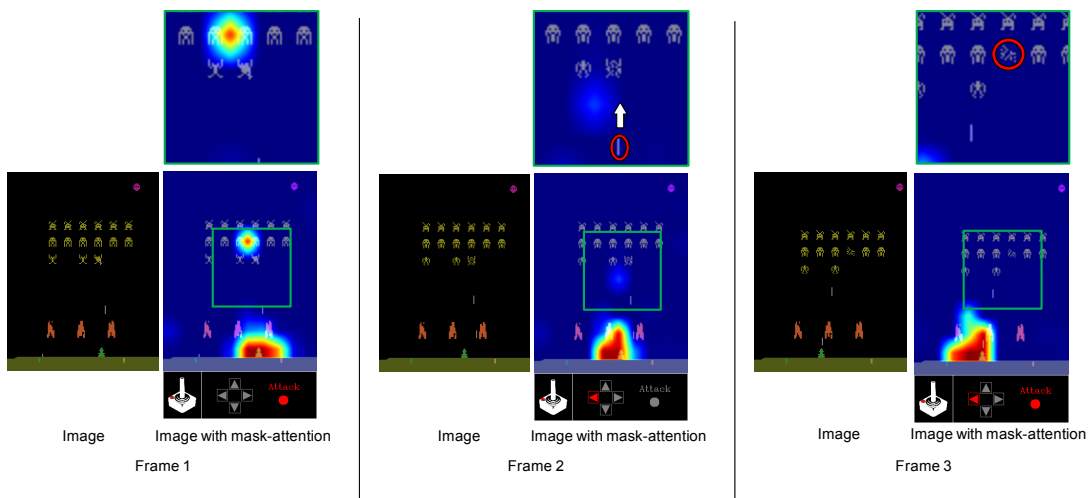 Attack
Image
Image with mask-attention
Frame 1
Attack
Image
Image with mask-attention
Frame 2
Attack
Image
Image with mask-attention
Frame 3